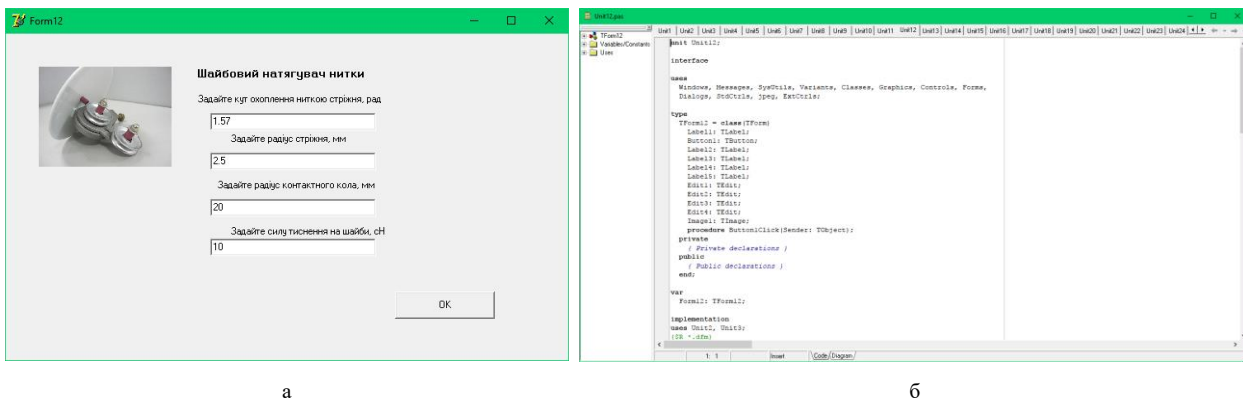 Form12
Шайбовий натягувач нитки
Задайте кут охоплення ниткою стріжня, рад
1.57
Задайте радіус стріжня, мм
2.5
Задайте радіус контактного кола, мм
20
Задайте силу тиснення на шайби, сН
10
OK
а
Unit12.pas
TForm12
Variables/Constants
Uses
Unit1 Unit2 Unit3 Unit4 Unit5 Unit6 Unit7 Unit8 Unit9 Unit10 Unit11 Unit12 Unit13 Unit14 Unit15 Unit16 Unit17 Unit18 Unit19 Unit20 Unit21 Unit22 Unit23 Unit24
unit Unit12;
interface
uses
Windows, Messages, SysUtils, Variants, Classes, Graphics, Controls, Forms,
Dialogs, StdCtrls, jpeg, ExtCtrls;
type
TForm12 = class(TForm)
Label1: TLabel;
Button1: TButton;
Label2: TLabel;
Label3: TLabel;
Label4: TLabel;
Label5: TLabel;
Edit1: TEdit;
Edit2: TEdit;
Edit3: TEdit;
Edit4: TEdit;
Image1: TImage;
procedure Button1Click(Sender: TObject);
private
{ Private declarations }
public
{ Public declarations }
end;
var
Form12: TForm12;
implementation
uses Unit2, Unit3;
{$R *.dfm}
1: 1 Insert Code Diagram
б